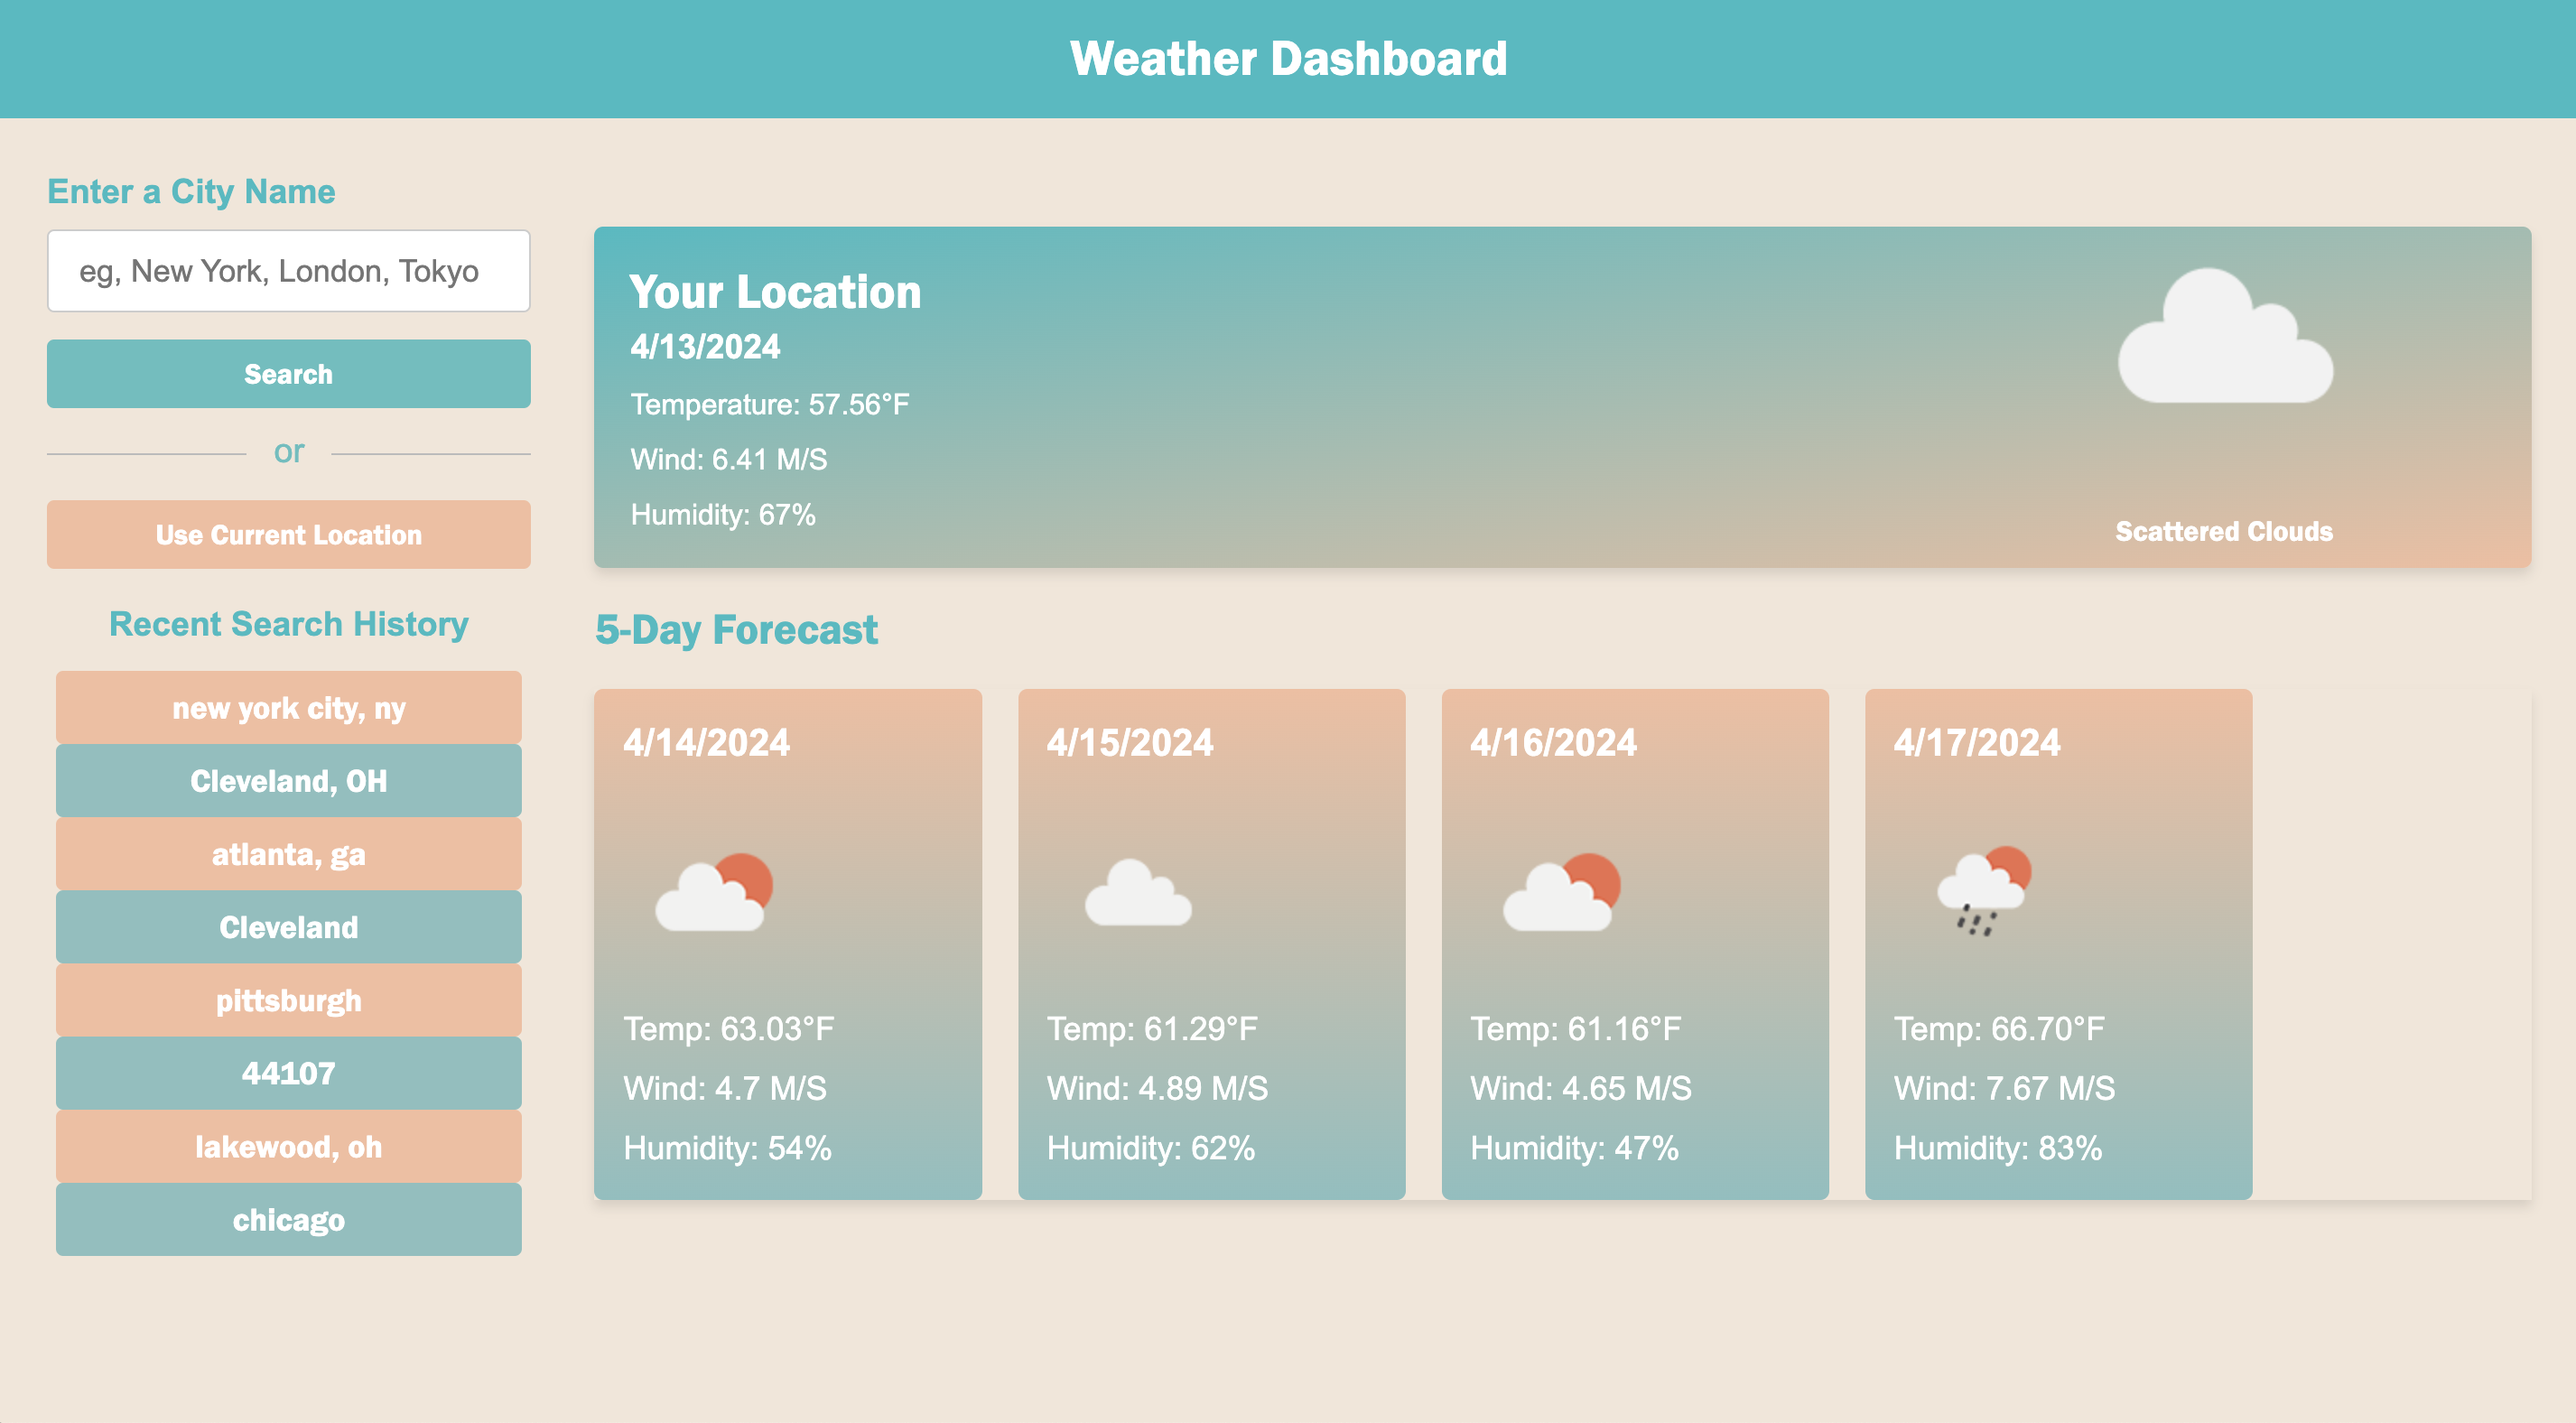 Weather Dashboard
Enter a City Name
eg, New York, London, Tokyo
Search
or
Use Current Location
Recent Search History
new york city, ny
Cleveland, OH
atlanta, ga
Cleveland
pittsburgh
44107
lakewood, oh
chicago
Your Location
4/13/2024
Temperature: 57.56°F
Wind: 6.41 M/S
Humidity: 67%
Scattered Clouds
5-Day Forecast
4/14/2024
Temp: 63.03°F
Wind: 4.7 M/S
Humidity: 54%
4/15/2024
Temp: 61.29°F
Wind: 4.89 M/S
Humidity: 62%
4/16/2024
Temp: 61.16°F
Wind: 4.65 M/S
Humidity: 47%
4/17/2024
Temp: 66.70°F
Wind: 7.67 M/S
Humidity: 83%